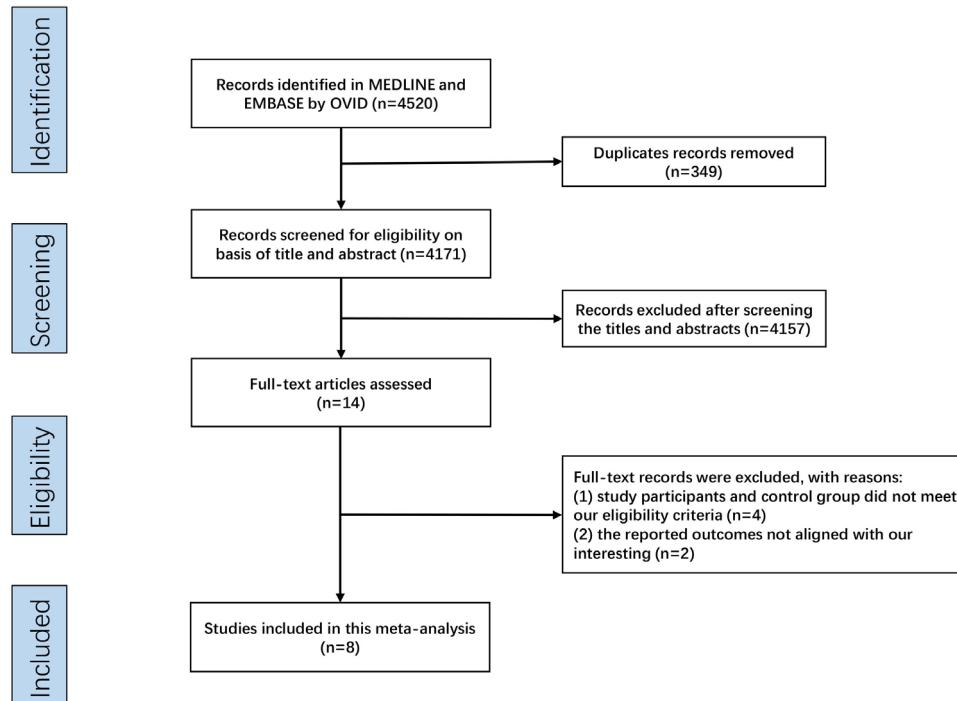 Identification
Records identified in MEDLINE and
EMBASE by OVID (n=4520)
Duplicates records removed
(n=349)
Screening
Records screened for eligibility on
basis of title and abstract (n=4171)
Records excluded after screening
the titles and abstracts (n=4157)
Full-text articles assessed
(n=14)
Eligibility
Full-text records were excluded, with reasons:
(1) study participants and control group did not meet
our eligibility criteria (n=4)
(2) the reported outcomes not aligned with our
interesting (n=2)
Included
Studies included in this meta-analysis
(n=8)